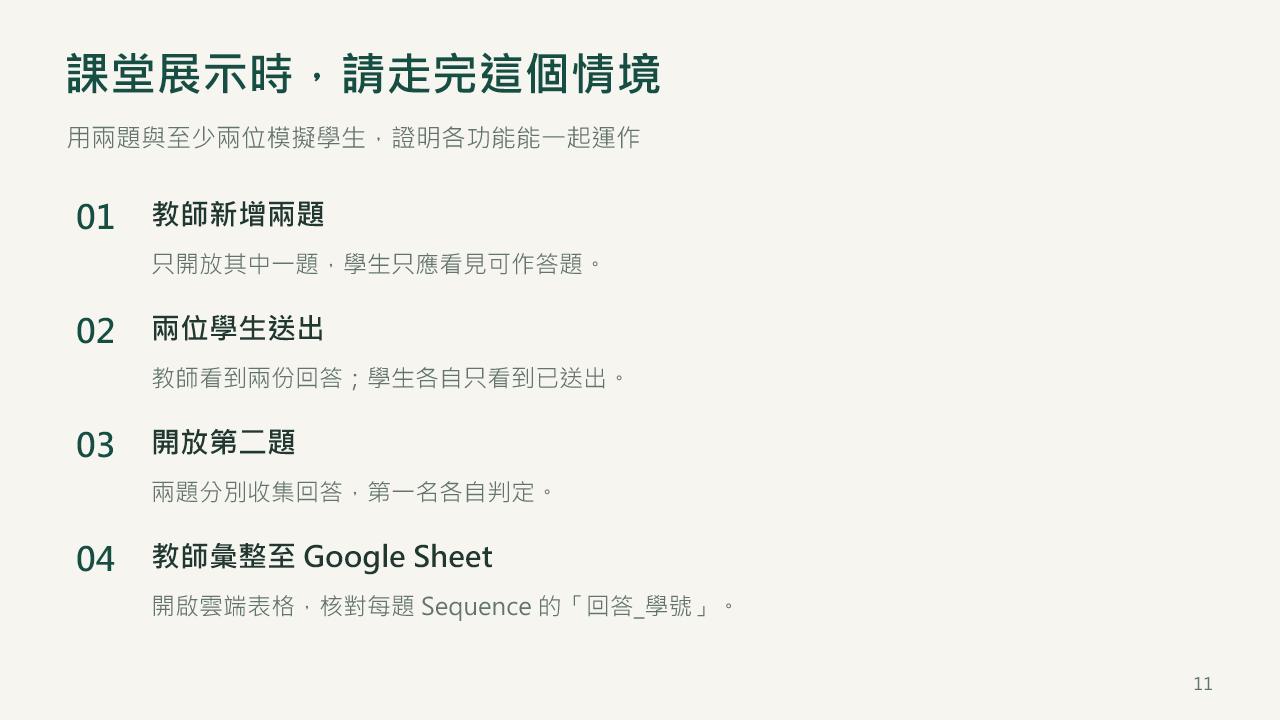 課堂展示時，請走完這個情境
用兩題與至少兩位模擬學生，證明各功能能一起運作
01 教師新增兩題
只開放其中一題，學生只應看見可作答題。
02 兩位學生送出
教師看到兩份回答；學生各自只看到已送出。
03 開放第二題
兩題分別收集回答，第一名各自判定。
04 教師彙整至 Google Sheet
開啟雲端表格，核對每題 Sequence 的「回答_學號」。
11